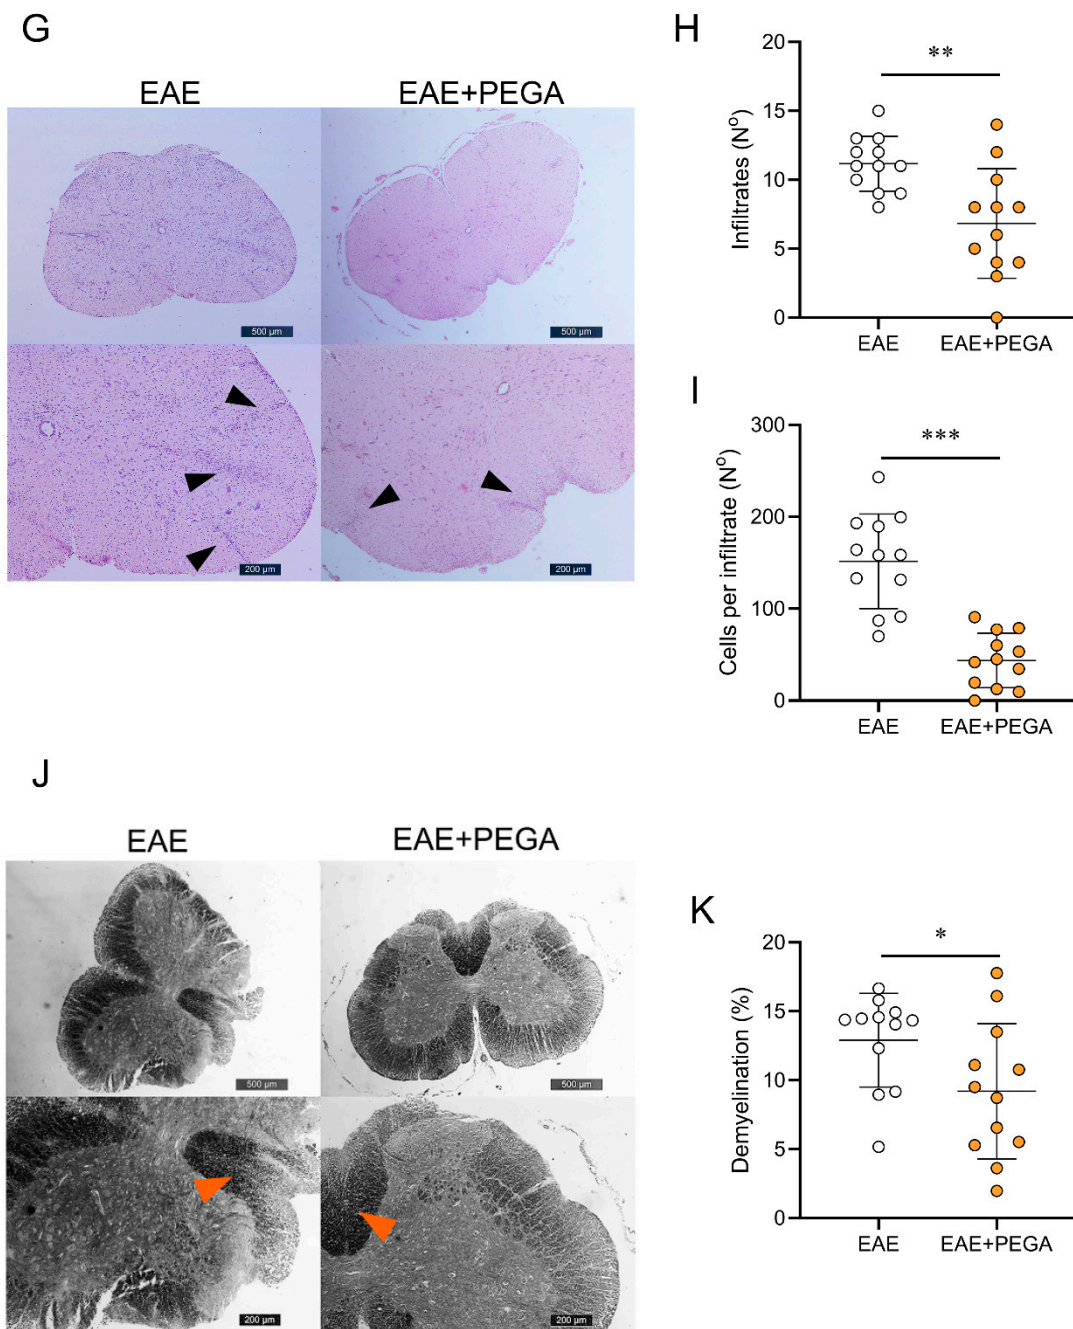 G
EAE EAE+PEGA
500 µm 500 µm
200 µm 200 µm
H
20
**
15
10
5
0
Infiltrates (Nº)
EAE EAE+PEGA
I
300
***
200
100
0
Cells per infiltrate (Nº)
EAE EAE+PEGA
J
EAE EAE+PEGA
500 µm 500 µm
200 µm 200 µm
K
20
*
15
10
5
0
Demyelination (%)
EAE EAE+PEGA